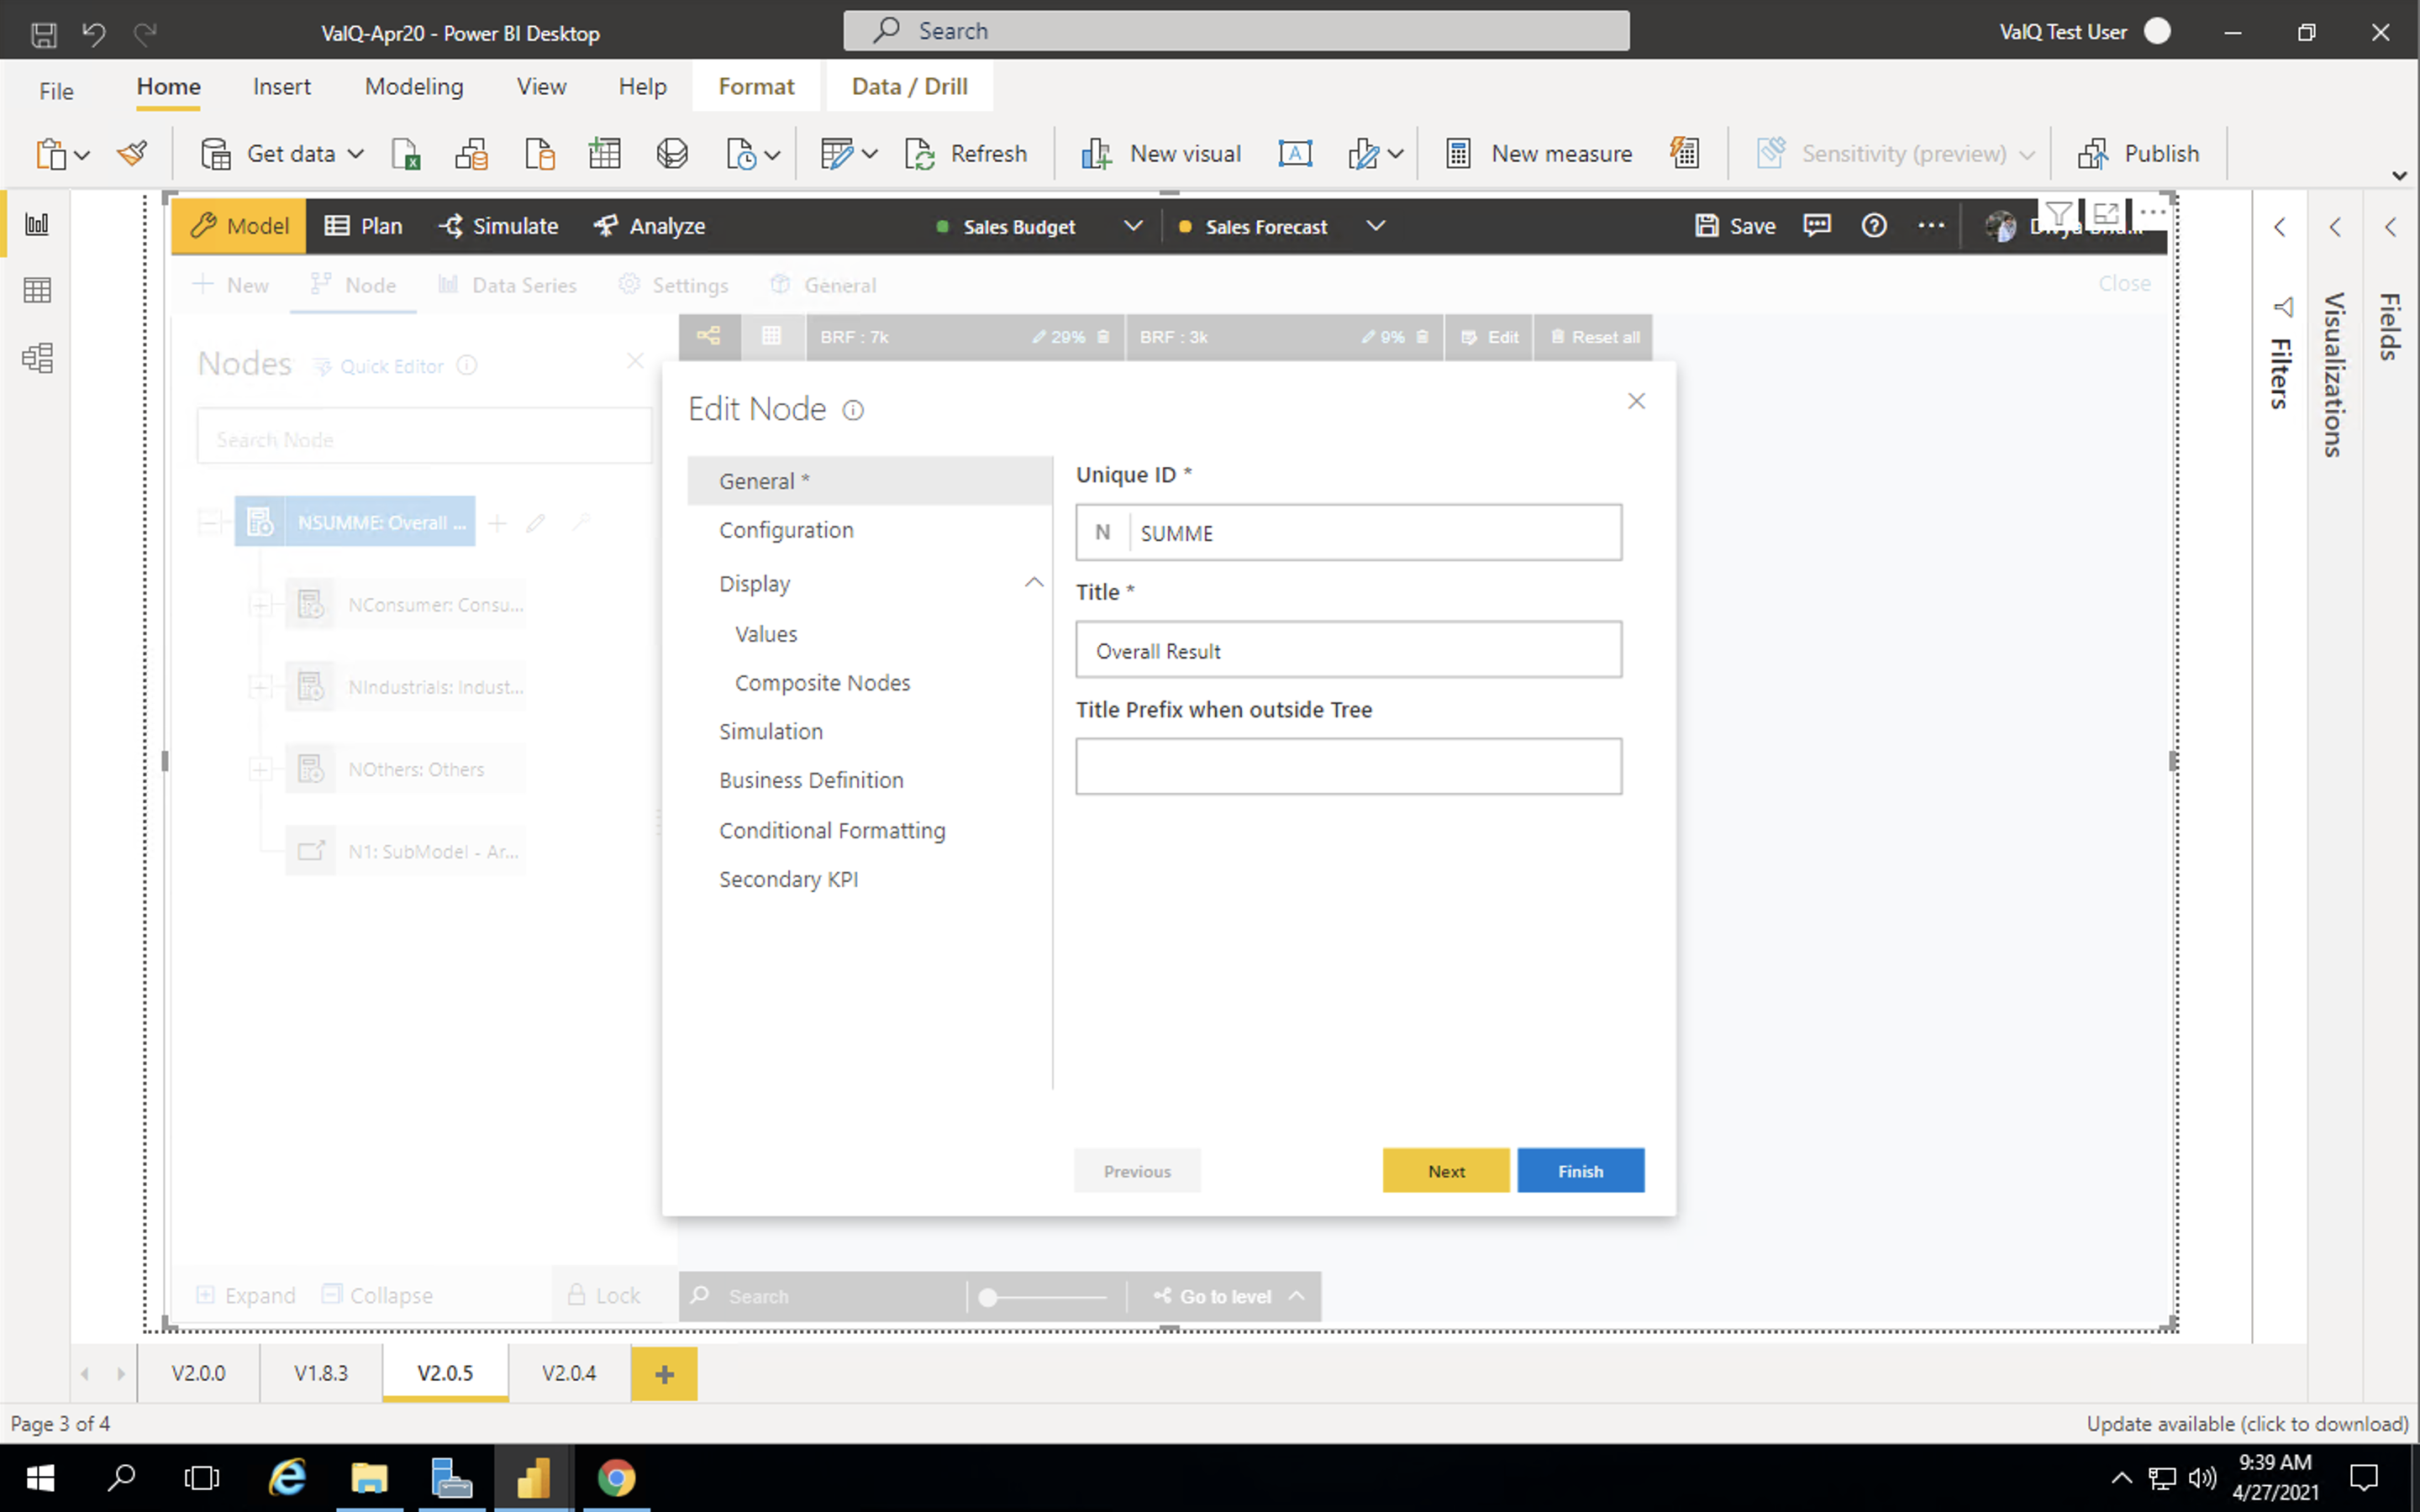 ValQ-Apr20 - Power BI Desktop
Search
ValQ Test User
File
Home
Insert
Modeling
View
Help
Format
Data / Drill
Get data
Refresh
New visual
New measure
Sensitivity (preview)
Publish
Model
Plan
Simulate
Analyze
Sales Budget
Sales Forecast
Save
New
Node
Data Series
Settings
General
Close
Nodes
Quick Editor
Search Node
NSUMME: Overall ...
NConsumer: Consu...
NIndustrials: Indust...
NOthers: Others
N1: SubModel - Ar...
BRF : 7k
29%
BRF : 3k
9%
Edit
Reset all
Edit Node
General *
Configuration
Display
Values
Composite Nodes
Simulation
Business Definition
Conditional Formatting
Secondary KPI
Unique ID *
N
SUMME
Title *
Overall Result
Title Prefix when outside Tree
Previous
Next
Finish
Expand
Collapse
Lock
Search
Go to level
Filters
Visualizations
Fields
V2.0.0
V1.8.3
V2.0.5
V2.0.4
Page 3 of 4
Update available (click to download)
9:39 AM
4/27/2021